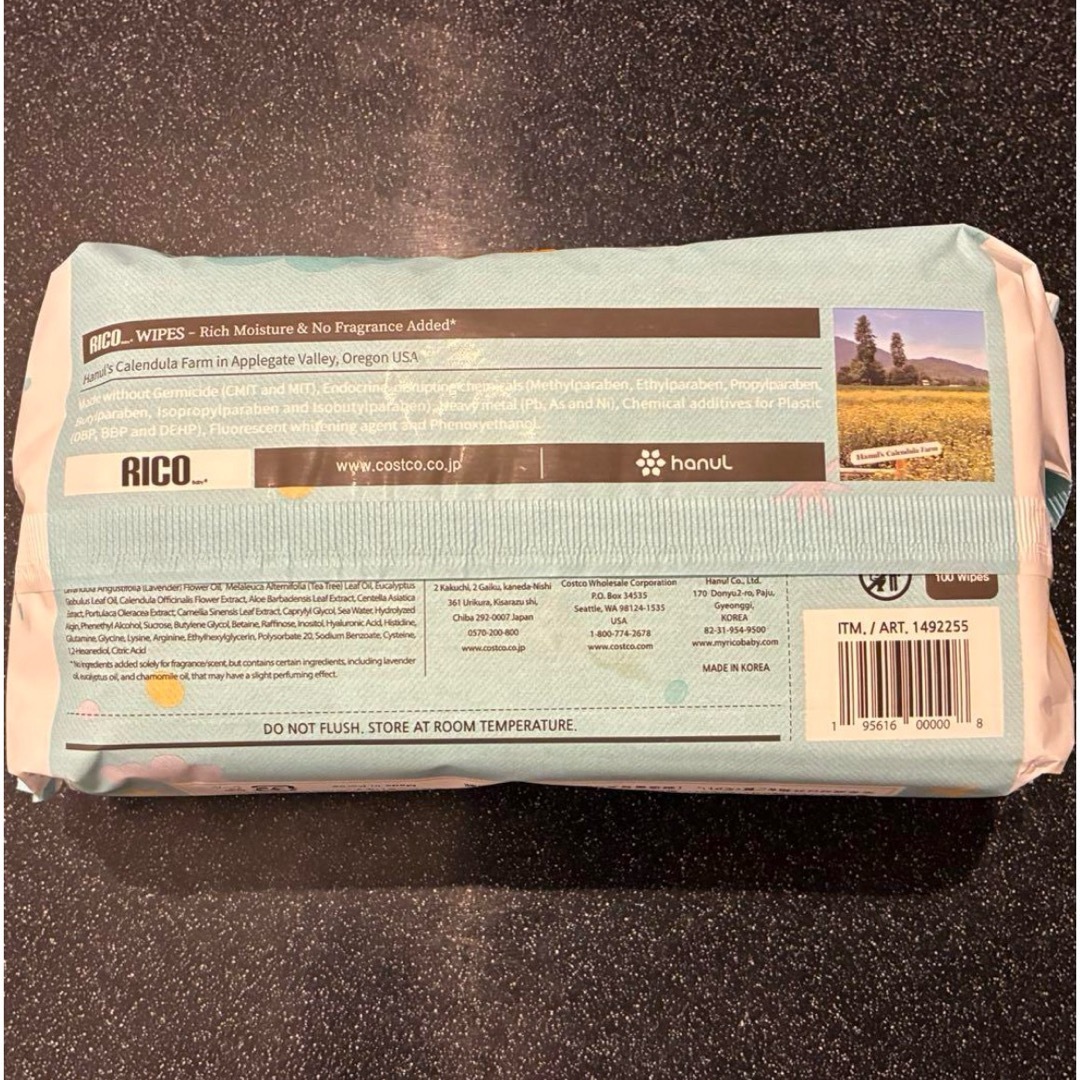 RICO WIPES – Rich Moisture & No Fragrance Added*
Hanul's Calendula Farm in Applegate Valley, Oregon USA
Made without Germicide (CMIT and MIT), Endocrine disrupting chemicals (Methylparaben, Ethylparaben, Propylparaben,
Butylparaben, Isopropylparaben and Isobutylparaben), Heavy metal (Pb, As and Ni), Chemical additives for Plastic
(DBP, BBP and DEHP), Fluorescent whitening agent and Phenoxyethanol.
Hanul's Calendula Farm
RICO
baby®
www.costco.co.jp
hanul
Angustifolia (Lavender) Flower Oil, Melaleuca Alternifolia (Tea Tree) Leaf Oil, Eucalyptus
Globulus Leaf Oil, Calendula Officinalis Flower Extract, Aloe Barbadensis Leaf Extract, Centella Asiatica
Extract, Portulaca Oleracea Extract, Camellia Sinensis Leaf Extract, Caprylyl Glycol, Sea Water, Hydrolyzed
Algin, Phenethyl Alcohol, Sucrose, Butylene Glycol, Betaine, Raffinose, Inositol, Hyaluronic Acid, Histidine,
Glutamine, Glycine, Lysine, Arginine, Ethylhexylglycerin, Polysorbate 20, Sodium Benzoate, Cysteine,
1,2-Hexanediol, Citric Acid
*No ingredients added solely for fragrance/scent, but contains certain ingredients, including lavender
oil, eucalyptus oil, and chamomile oil, that may have a slight perfuming effect.
2 Kakuchi, 2 Gaiku, kaneda-Nishi
361 Urikura, Kisarazu shi,
Chiba 292-0007 Japan
0570-200-800
www.costco.co.jp
Costco Wholesale Corporation
P.O. Box 34535
Seattle, WA 98124-1535
USA
1-800-774-2678
www.costco.com
Hanul Co., Ltd.
170 Donyu2-ro, Paju,
Gyeonggi,
KOREA
82-31-954-9500
www.myricobaby.com
MADE IN KOREA
100 Wipes
ITM. / ART. 1492255
1 95616 00000 8
DO NOT FLUSH. STORE AT ROOM TEMPERATURE.